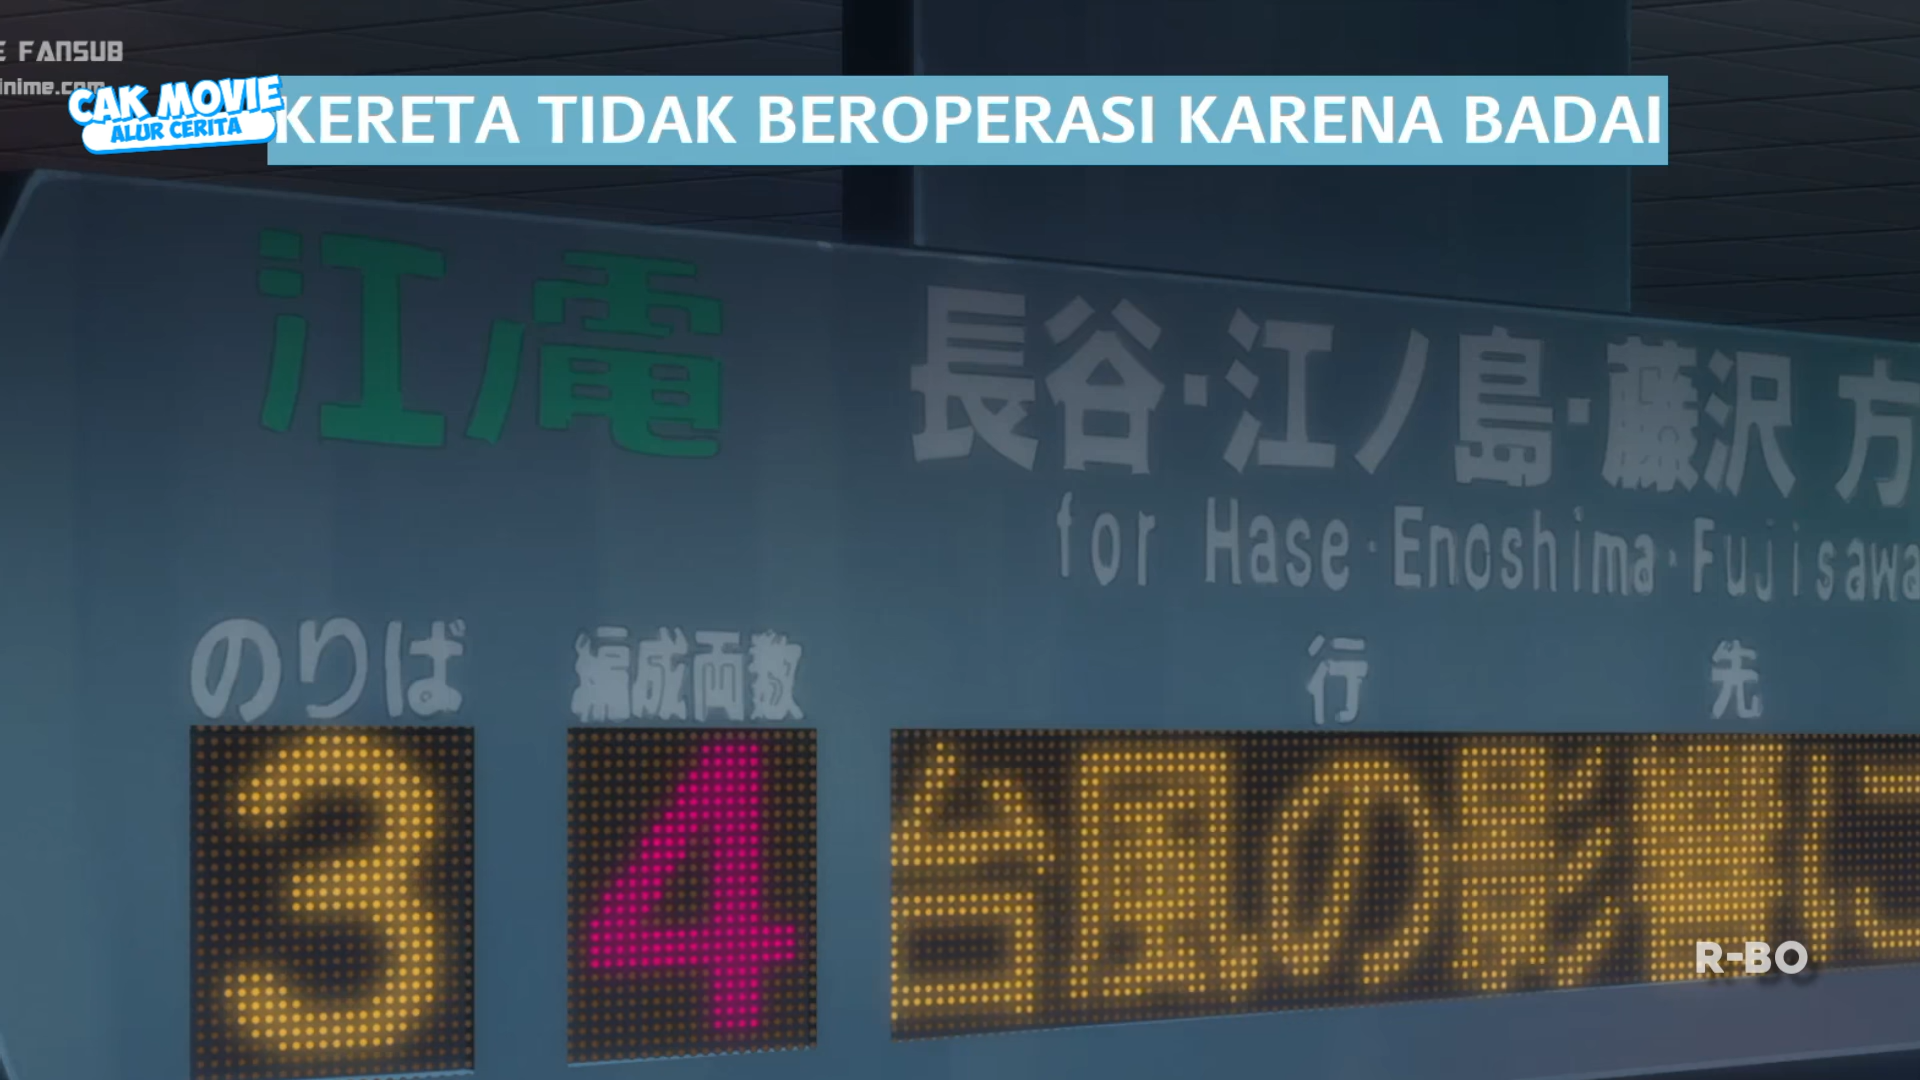 E FANSUB
inime.com
CAK MOVIE
ALUR CERITA
KERETA TIDAK BEROPERASI KARENA BADAI
江ノ電
長谷・江ノ島・藤沢 方
for Hase・Enoshima・Fujisawa
のりば 編成両数 行先
3 4 台風の影響に
R-BO